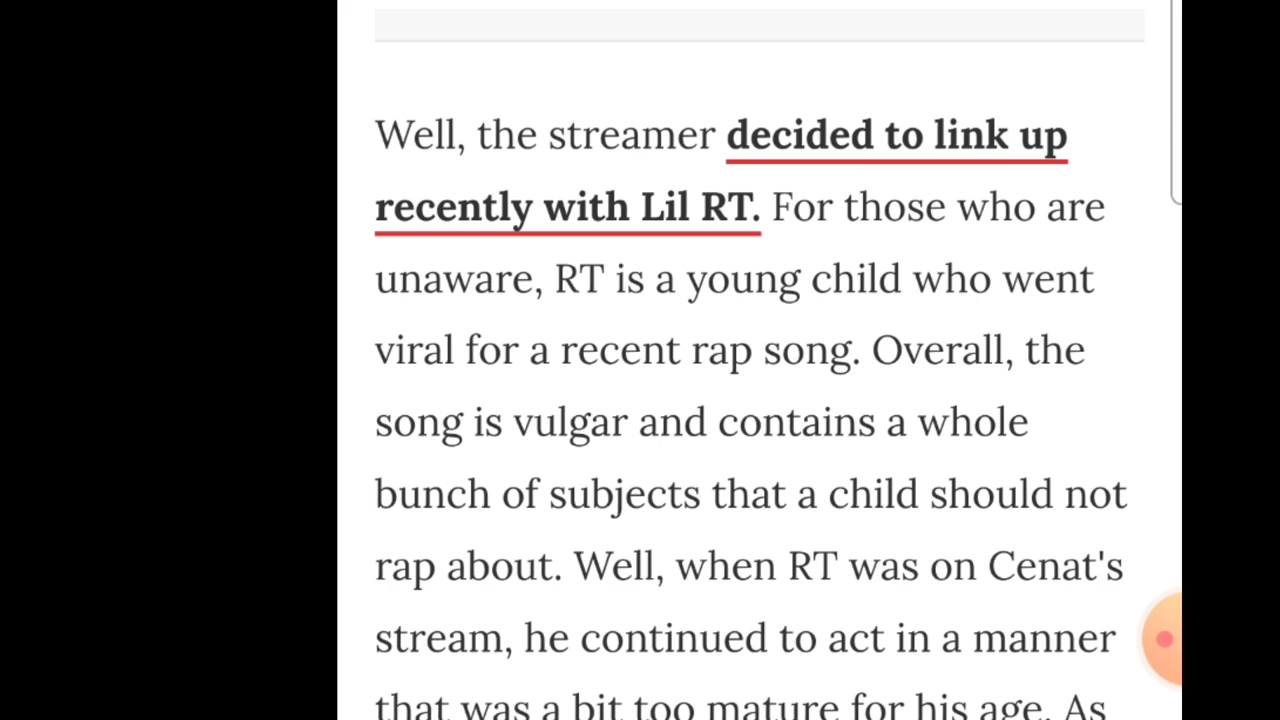 Well, the streamer decided to link up
recently with Lil RT. For those who are
unaware, RT is a young child who went
viral for a recent rap song. Overall, the
song is vulgar and contains a whole
bunch of subjects that a child should not
rap about. Well, when RT was on Cenat's
stream, he continued to act in a manner
that was a bit too mature for his age. As